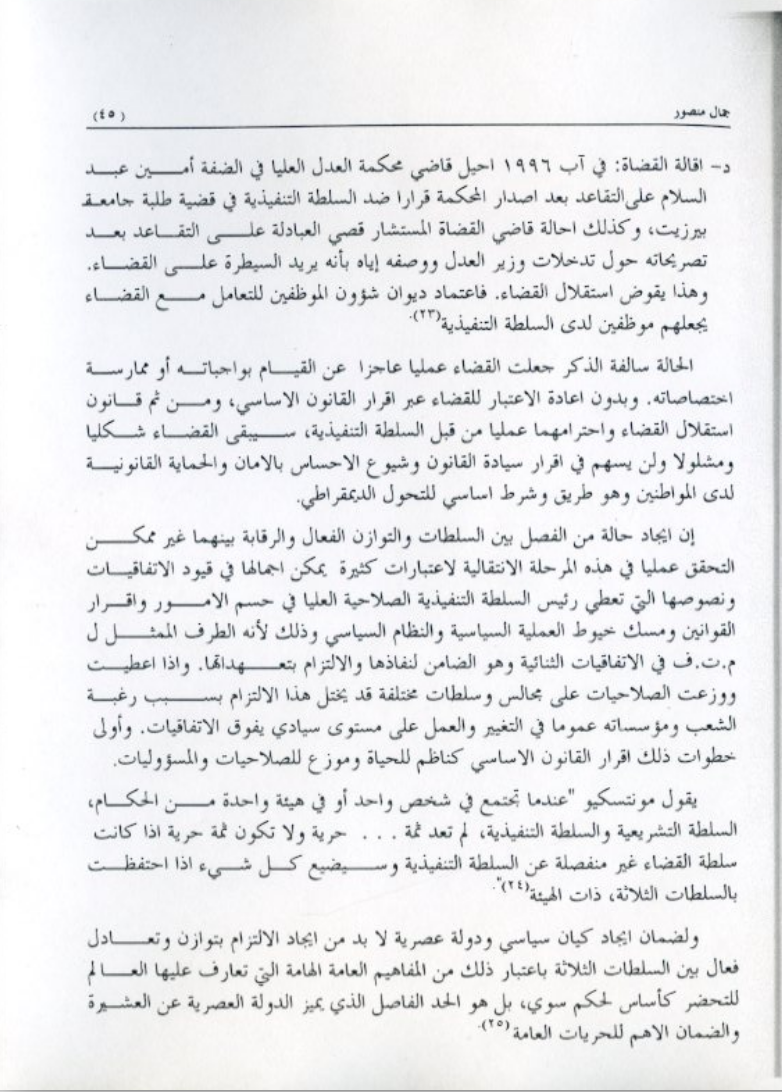 جمال منصور
(٤٥)
د- اقالة القضاة: في آب ١٩٩٦ احيل قاضي محكمة العدل العليا في الضفة أمين عبد
السلام على التقاعد بعد اصدار المحكمة قرارا ضد السلطة التنفيذية في قضية طلبة جامعة
بيرزيت، وكذلك احالة قاضي القضاة المستشار قصي العبادلة على التقاعد بعد
تصريحاته حول تدخلات وزير العدل ووصفه إياه بأنه يريد السيطرة على القضاء.
وهذا يقوض استقلال القضاء. فاعتماد ديوان شؤون الموظفين للتعامل مع القضاء
يجعلهم موظفين لدى السلطة التنفيذية(٢٣).
الحالة سالفة الذكر جعلت القضاء عمليا عاجزا عن القيام بواجباته أو ممارسة
اختصاصاته. وبدون اعادة الاعتبار للقضاء عبر اقرار القانون الاساسي، ومن ثم قانون
استقلال القضاء واحترامهما عمليا من قبل السلطة التنفيذية، سيبقى القضاء شكليا
ومشلولا ولن يسهم في اقرار سيادة القانون وشيوع الاحساس بالامان والحماية القانونية
لدى المواطنين وهو طريق وشرط اساسي للتحول الديمقراطي.
إن ايجاد حالة من الفصل بين السلطات والتوازن الفعال والرقابة بينهما غير ممكن
التحقق عمليا في هذه المرحلة الانتقالية لاعتبارات كثيرة يمكن اجمالها في قيود الاتفاقيات
ونصوصها التي تعطي رئيس السلطة التنفيذية الصلاحية العليا في حسم الامور واقرار
القوانين ومسك خيوط العملية السياسية والنظام السياسي وذلك لأنه الطرف الممثل ل
م.ت.ف في الاتفاقيات الثنائية وهو الضامن لنفاذها والالتزام بتعهداتها. واذا اعطيت
ووزعت الصلاحيات على مجالس وسلطات مختلفة قد يختل هذا الالتزام بسبب رغبة
الشعب ومؤسساته عموما في التغيير والعمل على مستوى سيادي يفوق الاتفاقيات. وأولى
خطوات ذلك اقرار القانون الاساسي كناظم للحياة وموزع للصلاحيات والمسؤوليات.
يقول مونتسكيو "عندما تجتمع في شخص واحد أو في هيئة واحدة من الحكام،
السلطة التشريعية والسلطة التنفيذية، لم تعد ثمة ... حرية ولا تكون ثمة حرية اذا كانت
سلطة القضاء غير منفصلة عن السلطة التنفيذية وسيضيع كل شيء اذا احتفظت
بالسلطات الثلاثة، ذات الهيئة(٢٤)".
ولضمان ايجاد كيان سياسي ودولة عصرية لا بد من ايجاد الالتزام بتوازن وتعادل
فعال بين السلطات الثلاثة باعتبار ذلك من المفاهيم العامة الهامة التي تعارف عليها العالم
للتحضر كأساس لحكم سوي، بل هو الحد الفاصل الذي يميز الدولة العصرية عن العشيرة
والضمان الاهم للحريات العامة(٢٥).